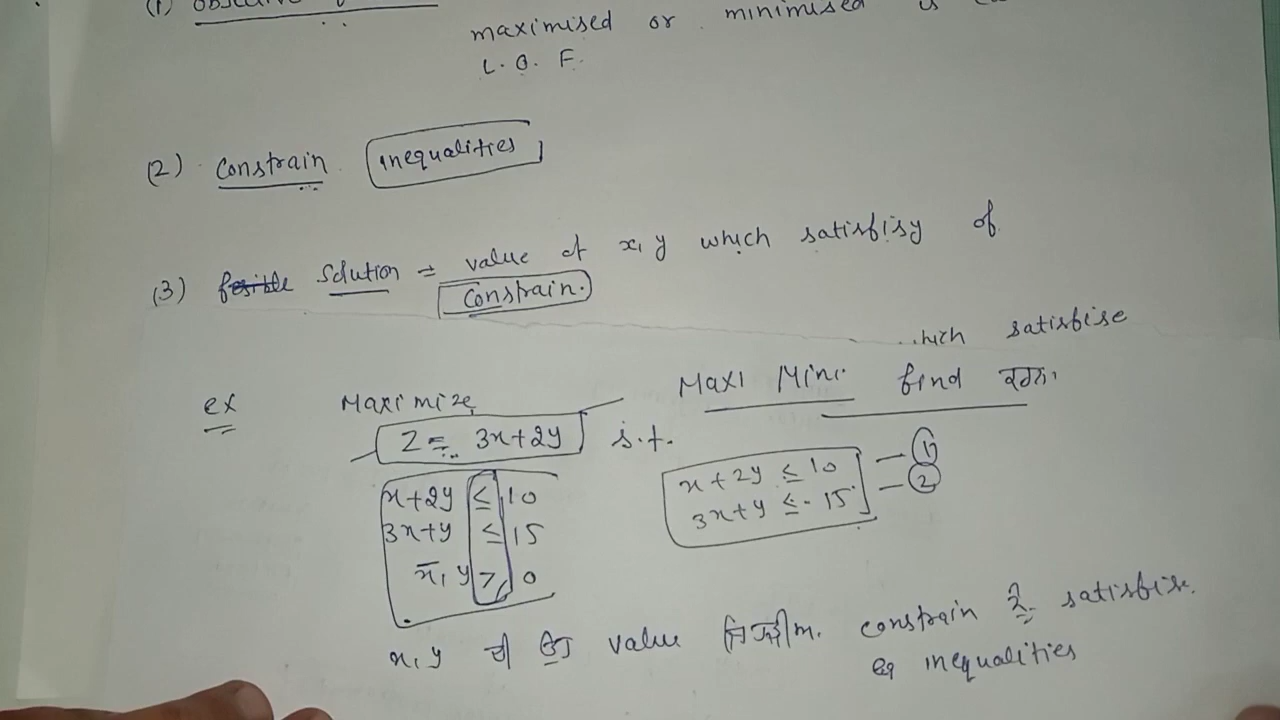 (1)
maximised or minimised is
L. O. F.
(2) Constrain inequalities
(3) fesible Solution = value of x, y which satisfisy of
Constrain.
which satisfise
ex Maximize Maxi Mini find
Z = 3x+2y s.t.
x+2y ≤ 10 x+2y ≤ 10 — (1)
3x+y ≤ 15 3x+y ≤ 15 — (2)
x, y ≥ 0
x, y ची value constrain ने satisfise.
inequalities